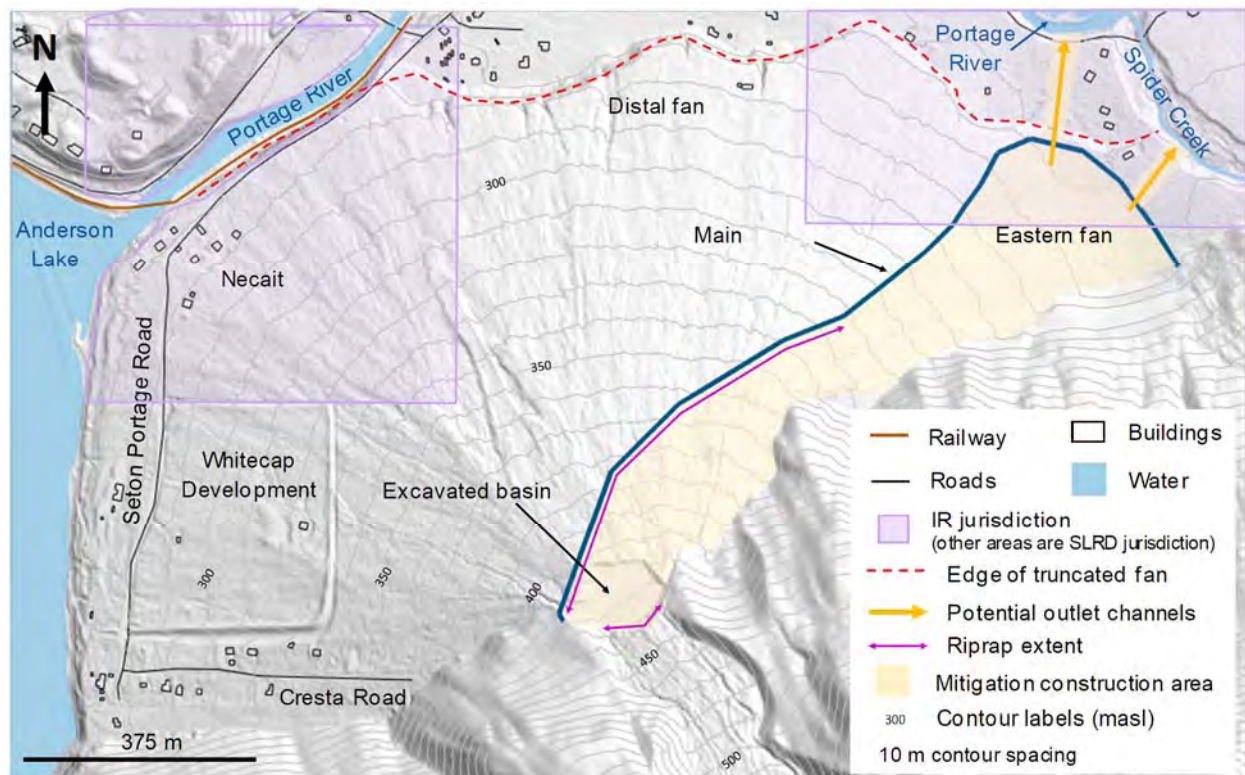 N
Portage River
Portage
River
Spider Creek
Distal fan
300
Anderson
Lake
Necait
Main
Eastern fan
Seton Portage Road
350
Whitecap
Development
Excavated basin
300
350
400
450
Cresta Road
500
375 m
Railway
Buildings
Roads
Water
IR jurisdiction
(other areas are SLRD jurisdiction)
Edge of truncated fan
Potential outlet channels
Riprap extent
Mitigation construction area
300 Contour labels (masl)
10 m contour spacing